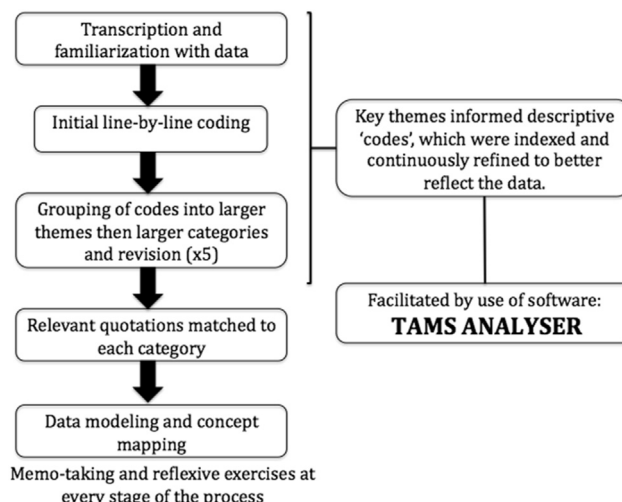 Transcription and
familiarization with data
Initial line-by-line coding
Grouping of codes into larger
themes then larger categories
and revision (x5)
Relevant quotations matched to
each category
Data modeling and concept
mapping
Memo-taking and reflexive exercises at
every stage of the process
Key themes informed descriptive
‘codes’, which were indexed and
continuously refined to better
reflect the data.
Facilitated by use of software:
TAMS ANALYSER